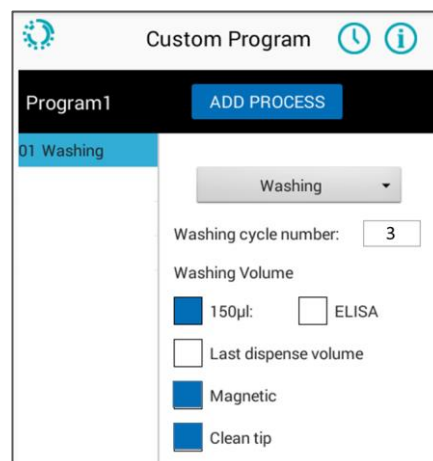 Custom Program
Program1
ADD PROCESS
01 Washing
Washing
Washing cycle number: 3
Washing Volume
150µl: ELISA
Last dispense volume
Magnetic
Clean tip